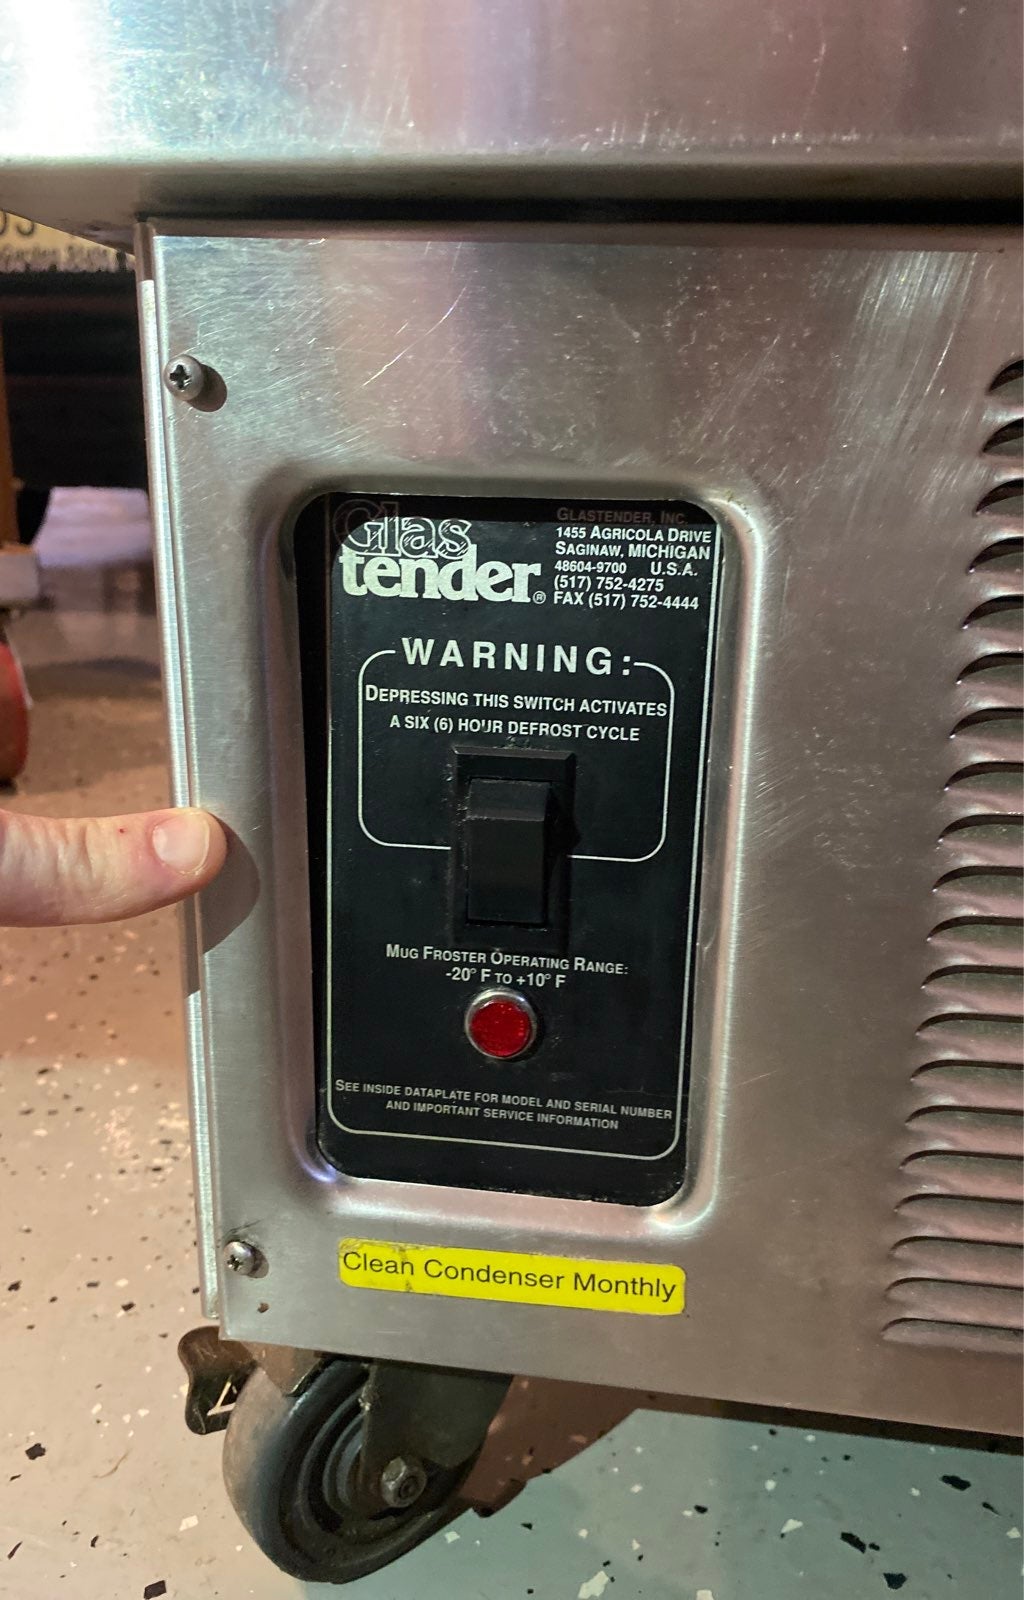 Glas
tender®
GLASTENDER, INC.
1455 AGRICOLA DRIVE
SAGINAW, MICHIGAN
48604-9700 U.S.A.
(517) 752-4275
FAX (517) 752-4444
WARNING:
DEPRESSING THIS SWITCH ACTIVATES
A SIX (6) HOUR DEFROST CYCLE
MUG FROSTER OPERATING RANGE:
-20° F TO +10° F
SEE INSIDE DATAPLATE FOR MODEL AND SERIAL NUMBER
AND IMPORTANT SERVICE INFORMATION
Clean Condenser Monthly